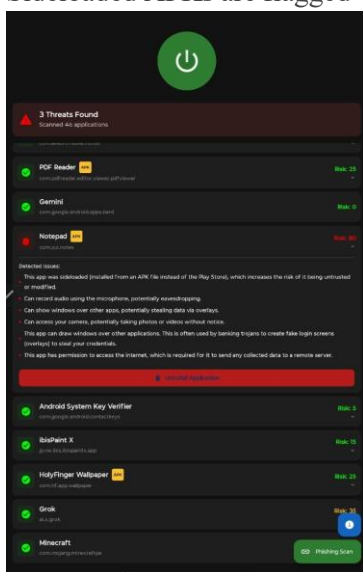 3 Threats Found
Scanned 46 applications
PDF Reader APK
Risk: 25
com.pdfreader.editor.viewer.pdfviewer
Gemini
Risk: 0
com.google.android.apps.bard
Notepad APK
Risk: 80
Detected Issues:
This app was sideloaded (installed from an APK file instead of the Play Store), which increases the risk of it being untrusted
or modified.
Can record audio using the microphone, potentially eavesdropping.
Can show windows over other apps, potentially stealing data via overlays.
Can access your camera, potentially taking photos or videos without notice.
This app can draw windows over other applications. This is often used by banking trojans to create fake login screens
(overlays) to steal your credentials.
This app has permission to access the internet, which is required for it to send any collected data to a remote server.
Uninstall Application
Android System Key Verifier
Risk: 5
com.google.android.contactkeys
ibisPaint X
Risk: 15
jp.ne.ibis.ibispaintx.app
HolyFinger Wallpaper APK
Risk: 25
com.hf.app.wallpaper
Grok
Risk: 35
ai.x.grok
Minecraft
com.mojang.minecraftpe
Phishing Scan